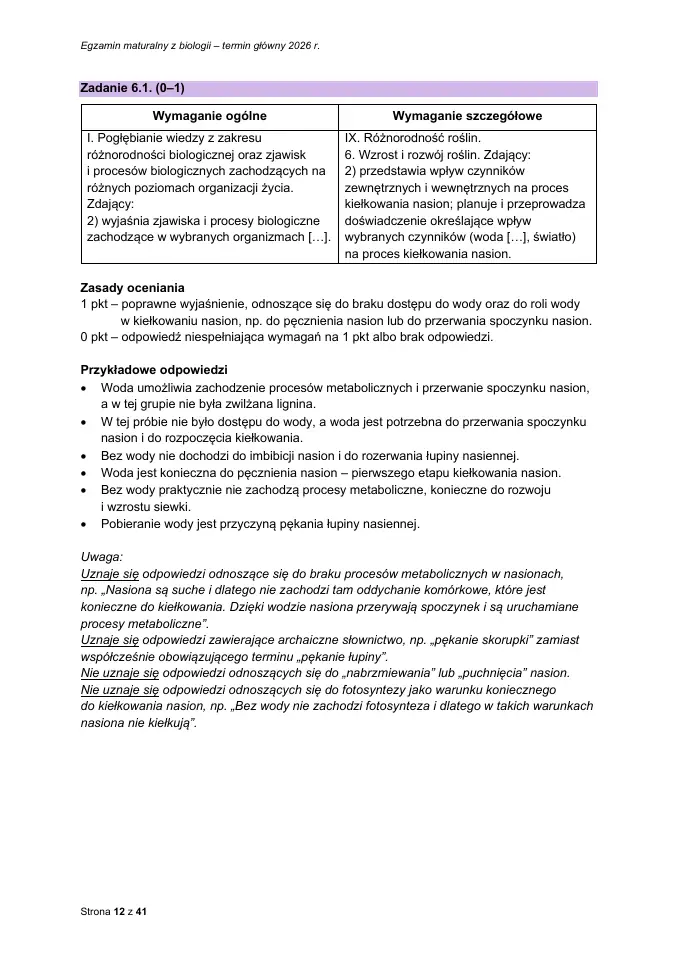 Egzamin maturalny z biologii – termin główny 2026 r.
Zadanie 6.1. (0–1)
Wymaganie ogólne
I. Pogłębianie wiedzy z zakresu
różnorodności biologicznej oraz zjawisk
i procesów biologicznych zachodzących na
różnych poziomach organizacji życia.
Zdający:
2) wyjaśnia zjawiska i procesy biologiczne
zachodzące w wybranych organizmach […].
Wymaganie szczegółowe
IX. Różnorodność roślin.
6. Wzrost i rozwój roślin. Zdający:
2) przedstawia wpływ czynników
zewnętrznych i wewnętrznych na proces
kiełkowania nasion; planuje i przeprowadza
doświadczenie określające wpływ
wybranych czynników (woda […], światło)
na proces kiełkowania nasion.
Zasady oceniania
1 pkt – poprawne wyjaśnienie, odnoszące się do braku dostępu do wody oraz do roli wody
w kiełkowaniu nasion, np. do pęcznienia nasion lub do przerwania spoczynku nasion.
0 pkt – odpowiedź niespełniająca wymagań na 1 pkt albo brak odpowiedzi.
Przykładowe odpowiedzi
• Woda umożliwia zachodzenie procesów metabolicznych i przerwanie spoczynku nasion,
a w tej grupie nie była zwilżana lignina.
• W tej próbie nie było dostępu do wody, a woda jest potrzebna do przerwania spoczynku
nasion i do rozpoczęcia kiełkowania.
• Bez wody nie dochodzi do imbibicji nasion i do rozerwania łupiny nasiennej.
• Woda jest konieczna do pęcznienia nasion – pierwszego etapu kiełkowania nasion.
• Bez wody praktycznie nie zachodzą procesy metaboliczne, konieczne do rozwoju
i wzrostu siewki.
• Pobieranie wody jest przyczyną pękania łupiny nasiennej.
Uwaga:
Uznaje się odpowiedzi odnoszące się do braku procesów metabolicznych w nasionach,
np. „Nasiona są suche i dlatego nie zachodzi tam oddychanie komórkowe, które jest
konieczne do kiełkowania. Dzięki wodzie nasiona przerywają spoczynek i są uruchamiane
procesy metaboliczne”.
Uznaje się odpowiedzi zawierające archaiczne słownictwo, np. „pękanie skorupki” zamiast
współcześnie obowiązującego terminu „pękanie łupiny”.
Nie uznaje się odpowiedzi odnoszących się do „nabrzmiewania” lub „puchnięcia” nasion.
Nie uznaje się odpowiedzi odnoszących się do fotosyntezy jako warunku koniecznego
do kiełkowania nasion, np. „Bez wody nie zachodzi fotosynteza i dlatego w takich warunkach
nasiona nie kiełkują”.
Strona 12 z 41